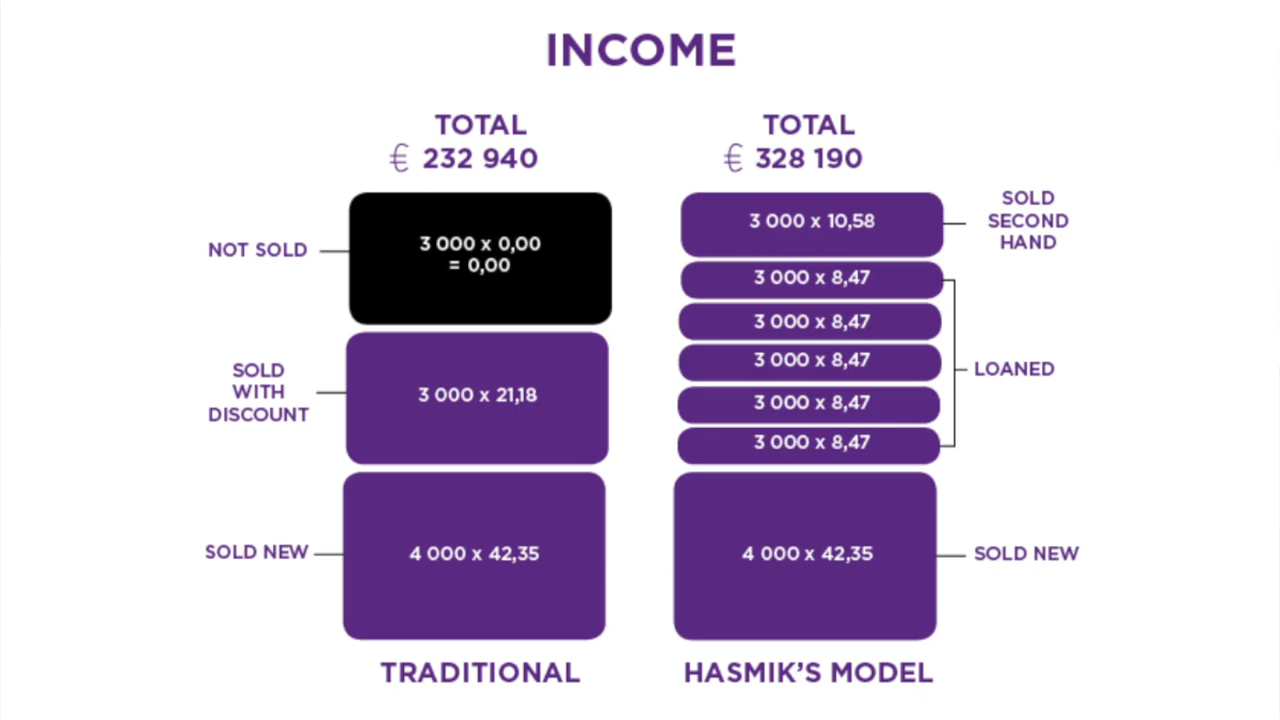 INCOME
TOTAL
€ 232 940
NOT SOLD
3 000 x 0,00
= 0,00
SOLD
WITH
DISCOUNT
3 000 x 21,18
SOLD NEW
4 000 x 42,35
TRADITIONAL
TOTAL
€ 328 190
3 000 x 10,58
SOLD
SECOND
HAND
3 000 x 8,47
3 000 x 8,47
3 000 x 8,47
3 000 x 8,47
3 000 x 8,47
LOANED
4 000 x 42,35
SOLD NEW
HASMIK’S MODEL